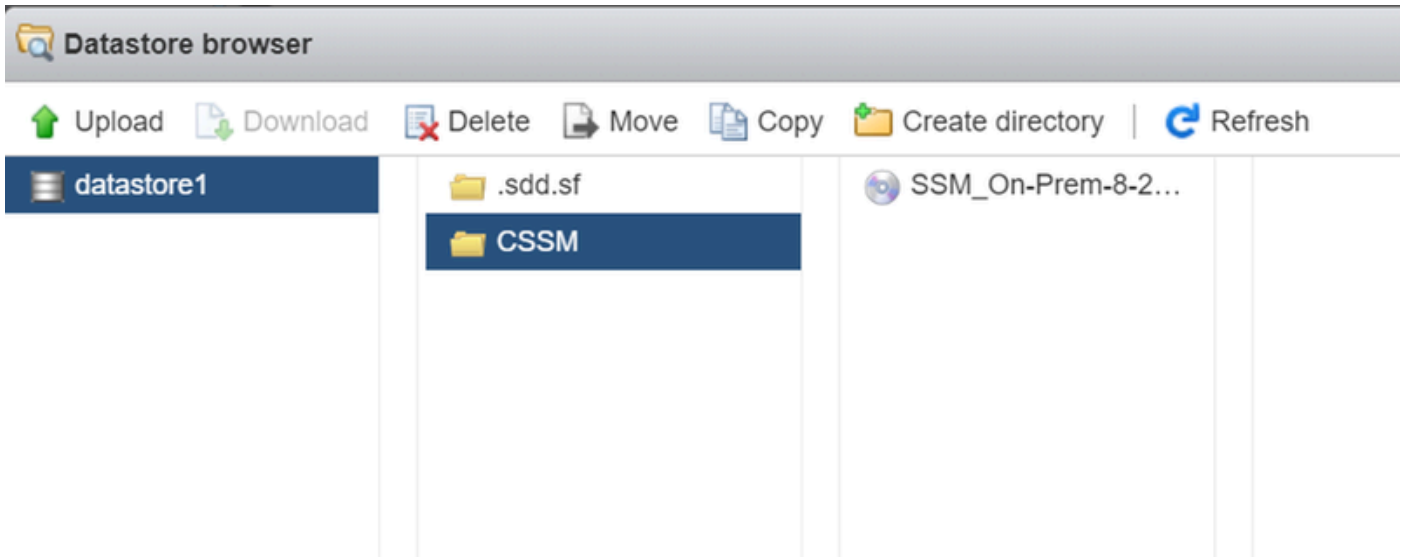 Datastore browser
Upload Download Delete Move Copy Create directory Refresh
datastore1 .sdd.sf SSM_On-Prem-8-2...
CSSM